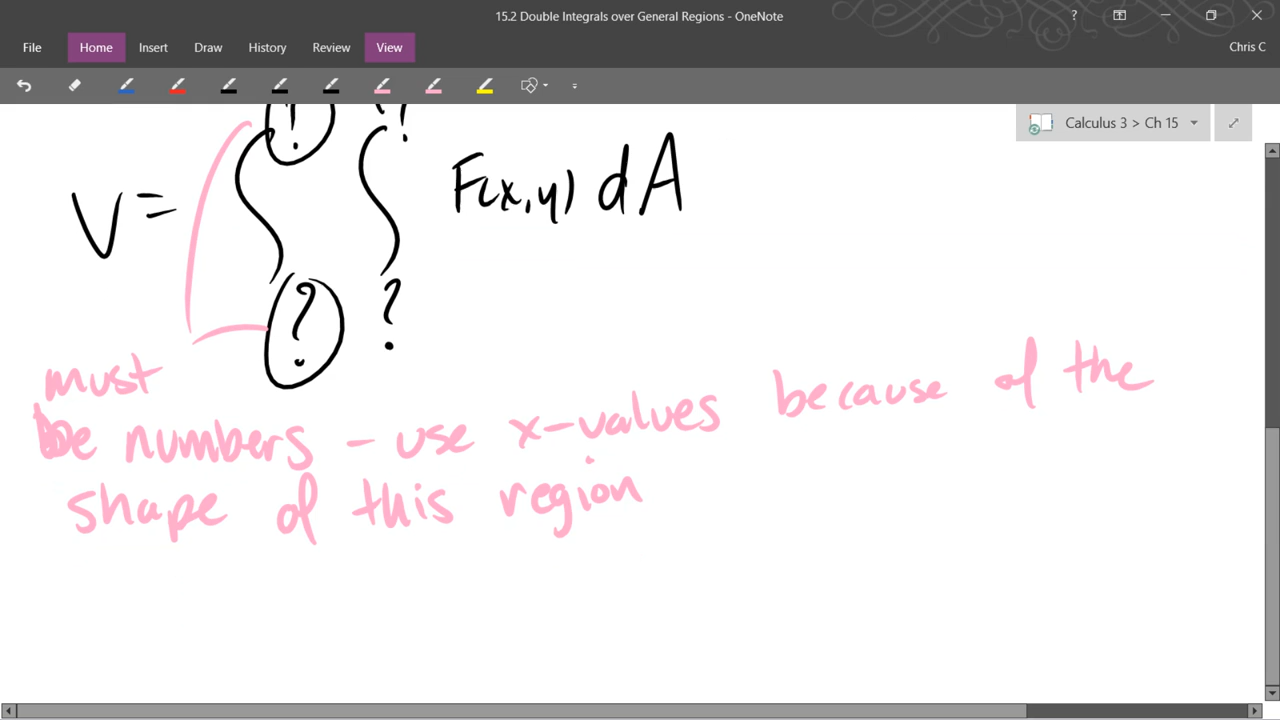 15.2 Double Integrals over General Regions - OneNote
?
File
Home
Insert
Draw
History
Review
View
Chris C
Calculus 3 > Ch 15
? ?
V = ∫ ∫ F(x,y) dA
? ?
must
be numbers - use x-values because of the
shape of this region